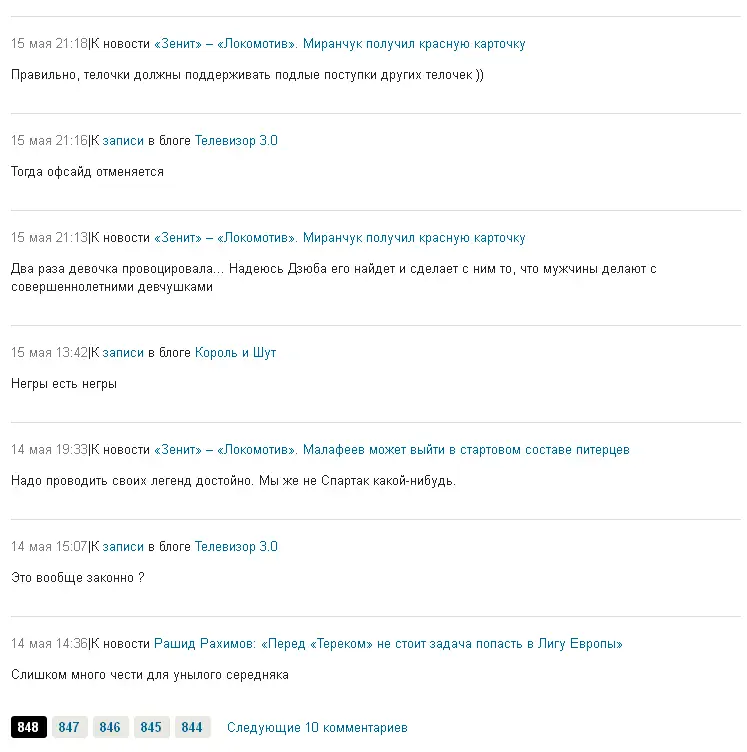 15 мая 21:18|К новости «Зенит» – «Локомотив». Миранчук получил красную карточку
Правильно, телочки должны поддерживать подлые поступки других телочек ))
15 мая 21:16|К записи в блоге Телевизор 3.0
Тогда офсайд отменяется
15 мая 21:13|К новости «Зенит» – «Локомотив». Миранчук получил красную карточку
Два раза девочка провоцировала... Надеюсь Дзюба его найдет и сделает с ним то, что мужчины делают с
совершеннолетними девчушками
15 мая 13:42|К записи в блоге Король и Шут
Негры есть негры
14 мая 19:33|К новости «Зенит» – «Локомотив». Малафеев может выйти в стартовом составе питерцев
Надо проводить своих легенд достойно. Мы же не Спартак какой-нибудь.
14 мая 15:07|К записи в блоге Телевизор 3.0
Это вообще законно ?
14 мая 14:36|К новости Рашид Рахимов: «Перед «Тереком» не стоит задача попасть в Лигу Европы»
Слишком много чести для унылого середняка
848 847 846 845 844 Следующие 10 комментариев